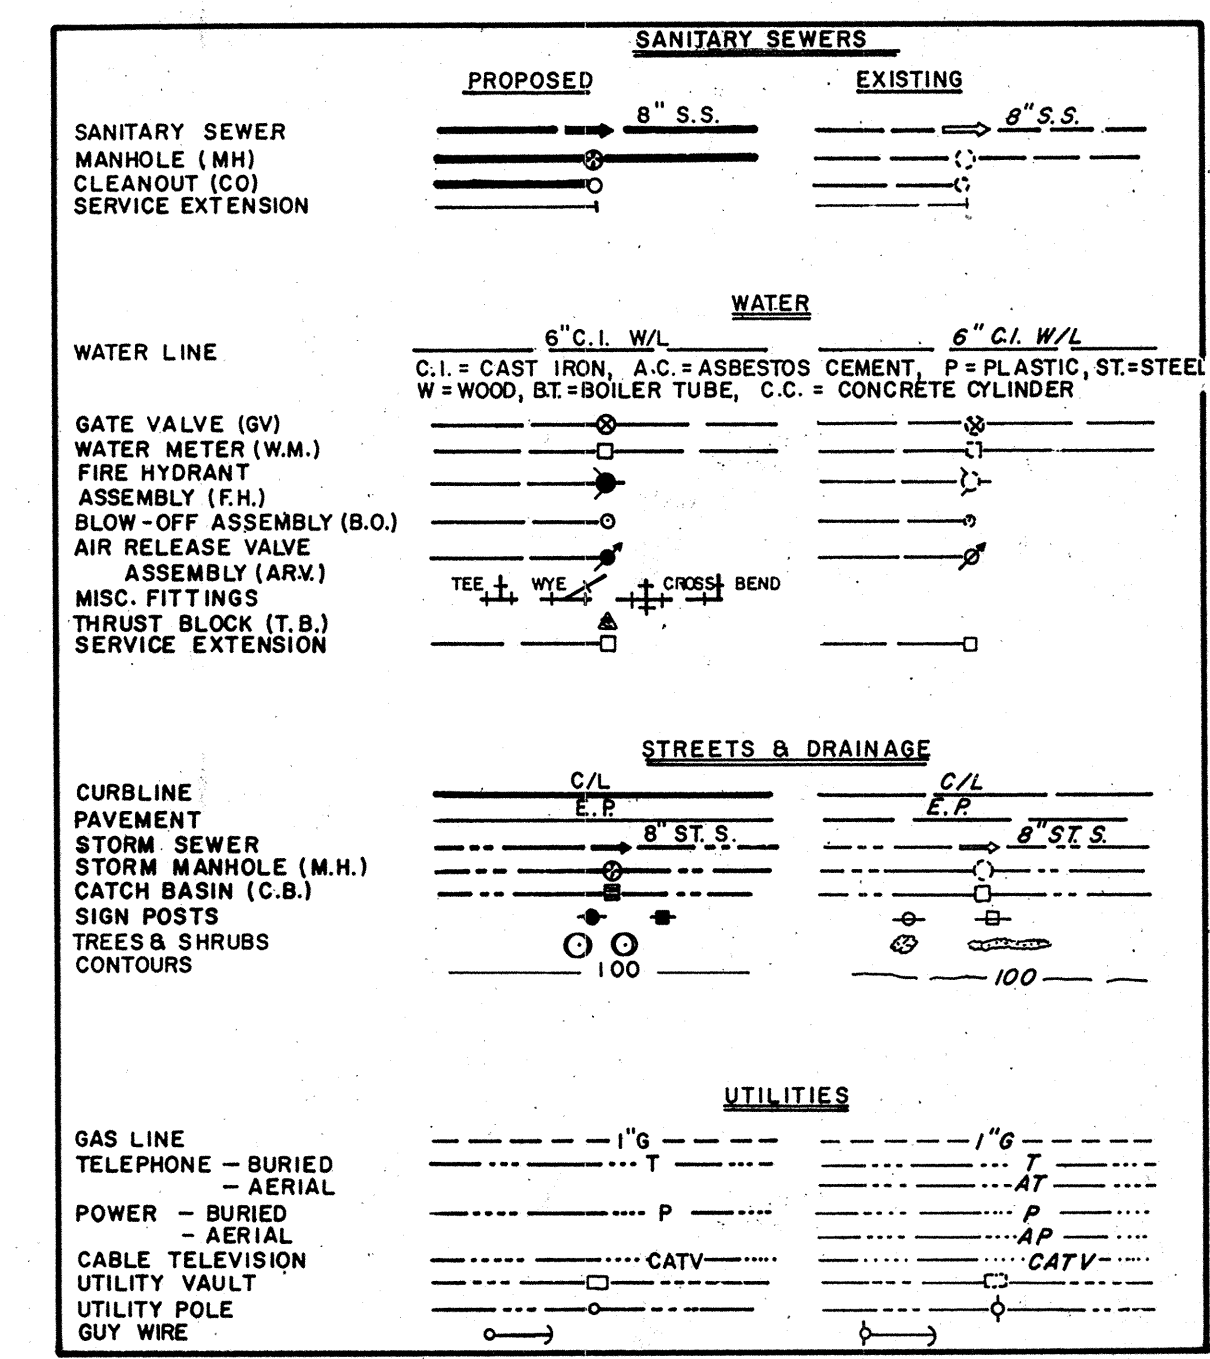 SANITARY SEWERS
PROPOSED EXISTING
SANITARY SEWER 8" S.S. 8" S.S.
MANHOLE (MH)
CLEANOUT (CO)
SERVICE EXTENSION
WATER
WATER LINE 6" C.I. W/L 6" C.I. W/L
C.I. = CAST IRON, A.C. = ASBESTOS CEMENT, P = PLASTIC, ST. = STEEL
W = WOOD, B.T. = BOILER TUBE, C.C. = CONCRETE CYLINDER
GATE VALVE (GV)
WATER METER (W.M.)
FIRE HYDRANT
ASSEMBLY (F.H.)
BLOW-OFF ASSEMBLY (B.O.)
AIR RELEASE VALVE
ASSEMBLY (A.R.V.)
TEE WYE CROSS BEND
MISC. FITTINGS
THRUST BLOCK (T.B.)
SERVICE EXTENSION
STREETS & DRAINAGE
CURBLINE C/L C/L
PAVEMENT E.P. E.P.
STORM SEWER 8" ST. S. 8" ST. S.
STORM MANHOLE (M.H.)
CATCH BASIN (C.B.)
SIGN POSTS
TREES & SHRUBS
CONTOURS 100 100
UTILITIES
GAS LINE 1"G 1"G
TELEPHONE - BURIED T T
- AERIAL AT
POWER - BURIED P P
- AERIAL AP
CABLE TELEVISION CATV CATV
UTILITY VAULT
UTILITY POLE
GUY WIRE